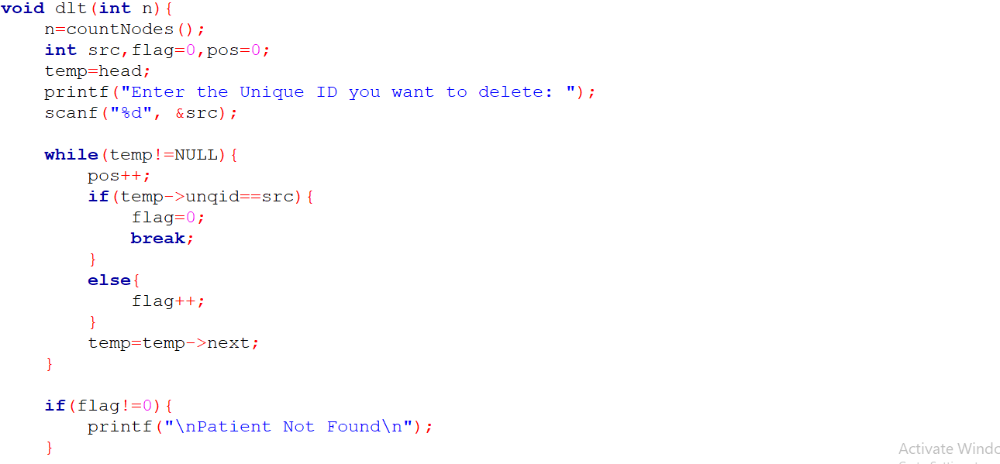 void dlt(int n){
    n=countNodes();
    int src,flag=0,pos=0;
    temp=head;
    printf("Enter the Unique ID you want to delete: ");
    scanf("%d", &src);

    while(temp!=NULL){
        pos++;
        if(temp->unqid==src){
            flag=0;
            break;
        }
        else{
            flag++;
        }
        temp=temp->next;
    }

    if(flag!=0){
        printf("\nPatient Not Found\n");
    }
Activate Windo